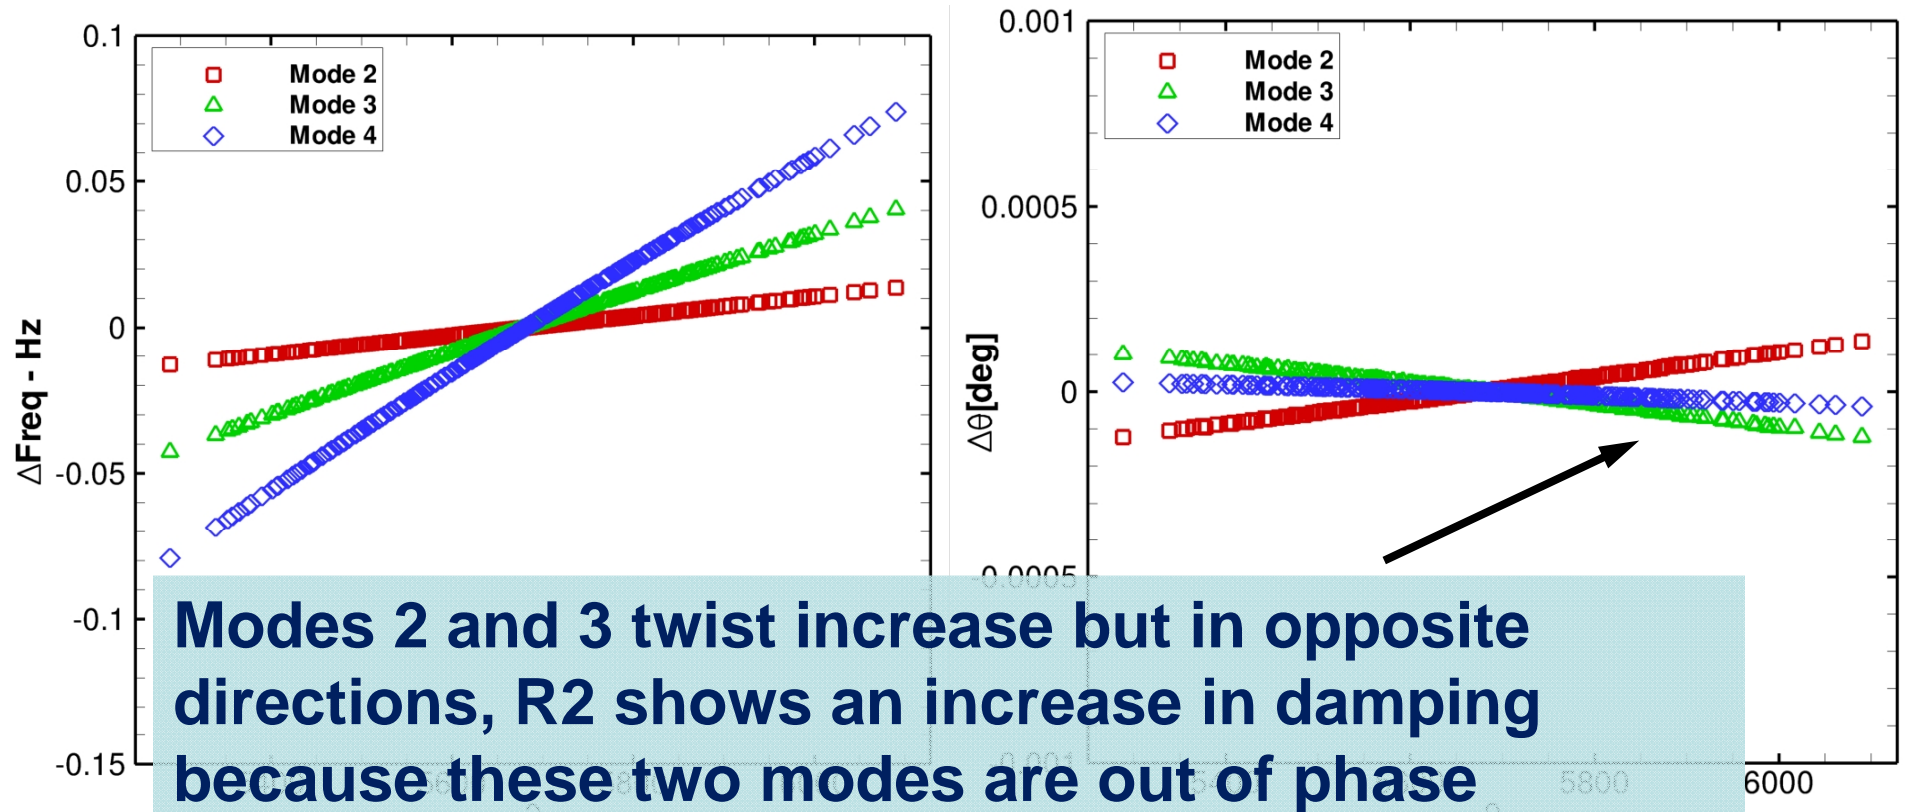 0.1
0.05
0
-0.05
-0.1
-0.15
ΔFreq - Hz
Mode 2
Mode 3
Mode 4
0.001
0.0005
0
-0.0005
-0.001
Δθ[deg]
Mode 2
Mode 3
Mode 4
Modes 2 and 3 twist increase but in opposite
directions, R2 shows an increase in damping
because these two modes are out of phase
5800
6000